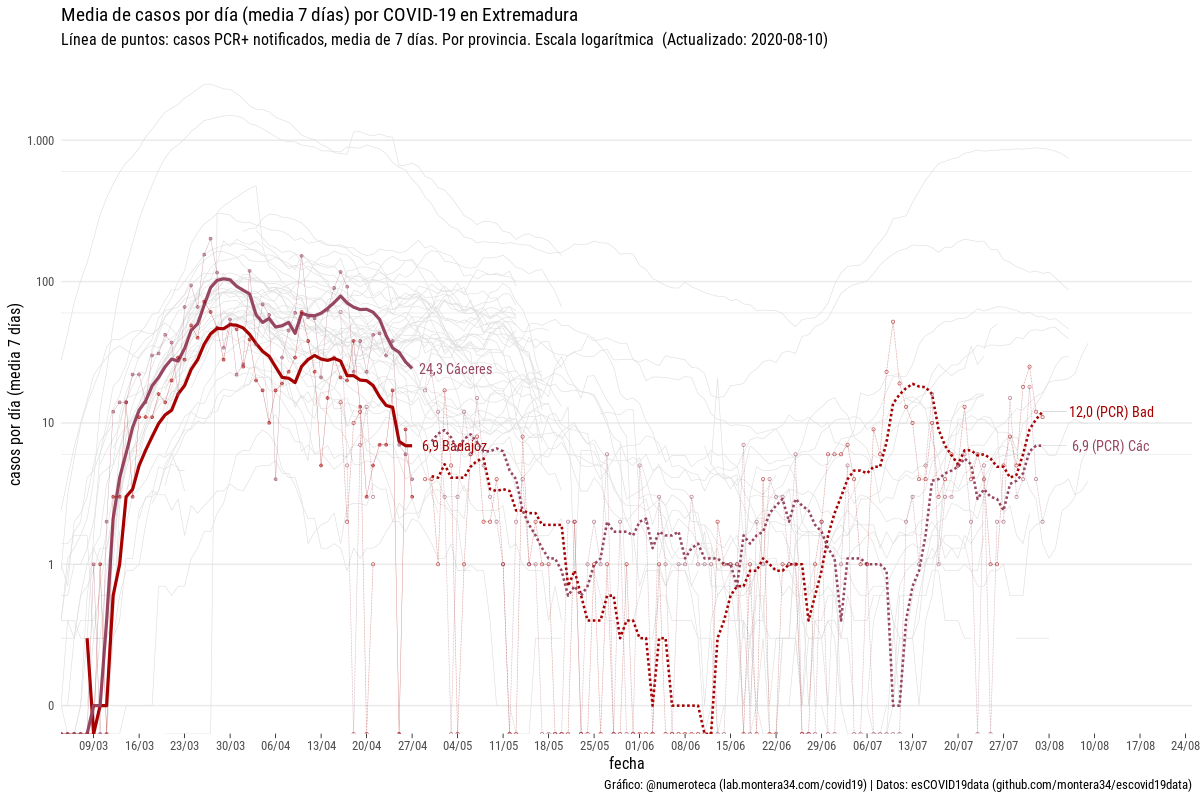 Media de casos por día (media 7 días) por COVID-19 en Extremadura
Línea de puntos: casos PCR+ notificados, media de 7 días. Por provincia. Escala logarítmica  (Actualizado: 2020-08-10)
casos por día (media 7 días)
1.000
100
10
1
0
24,3 Cáceres
6,9 Badajoz
12,0 (PCR) Bad
6,9 (PCR) Các
09/03 16/03 23/03 30/03 06/04 13/04 20/04 27/04 04/05 11/05 18/05 25/05 01/06 08/06 15/06 22/06 29/06 06/07 13/07 20/07 27/07 03/08 10/08 17/08 24/08
fecha
Gráfico: @numeroteca (lab.montera34.com/covid19) | Datos: esCOVID19data (github.com/montera34/escovid19data)